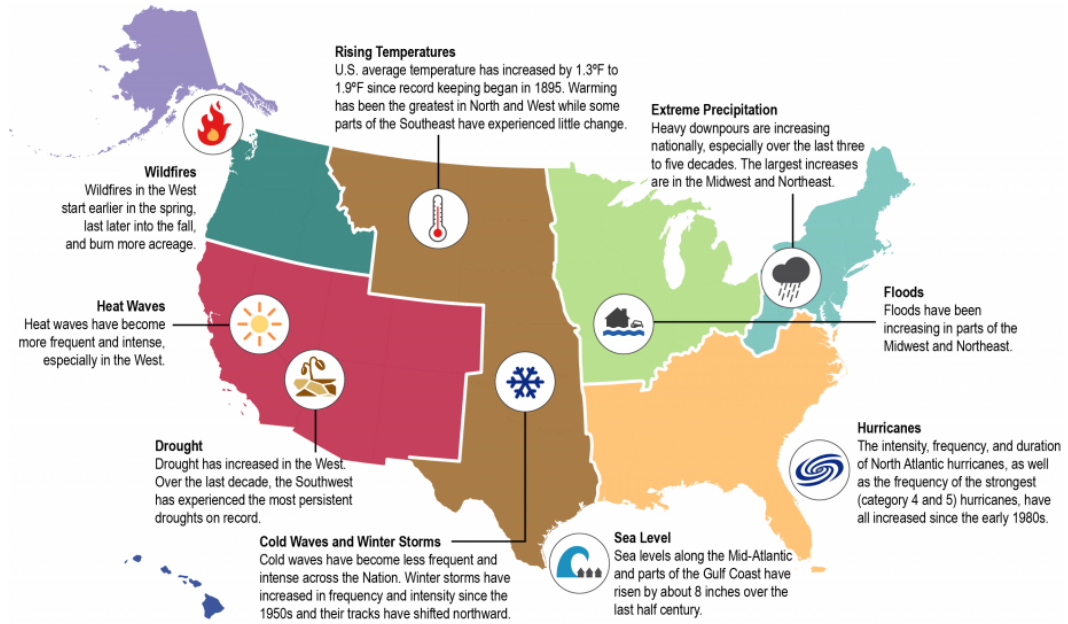 Rising Temperatures
U.S. average temperature has increased by 1.3ºF to
1.9ºF since record keeping began in 1895. Warming
has been the greatest in North and West while some
parts of the Southeast have experienced little change.
Extreme Precipitation
Heavy downpours are increasing
nationally, especially over the last three
to five decades. The largest increases
are in the Midwest and Northeast.
Wildfires
Wildfires in the West
start earlier in the spring,
last later into the fall,
and burn more acreage.
Heat Waves
Heat waves have become
more frequent and intense,
especially in the West.
Floods
Floods have been
increasing in parts of the
Midwest and Northeast.
Drought
Drought has increased in the West.
Over the last decade, the Southwest
has experienced the most persistent
droughts on record.
Hurricanes
The intensity, frequency, and duration
of North Atlantic hurricanes, as well
as the frequency of the strongest
(category 4 and 5) hurricanes, have
all increased since the early 1980s.
Cold Waves and Winter Storms
Cold waves have become less frequent and
intense across the Nation. Winter storms have
increased in frequency and intensity since the
1950s and their tracks have shifted northward.
Sea Level
Sea levels along the Mid-Atlantic
and parts of the Gulf Coast have
risen by about 8 inches over the
last half century.